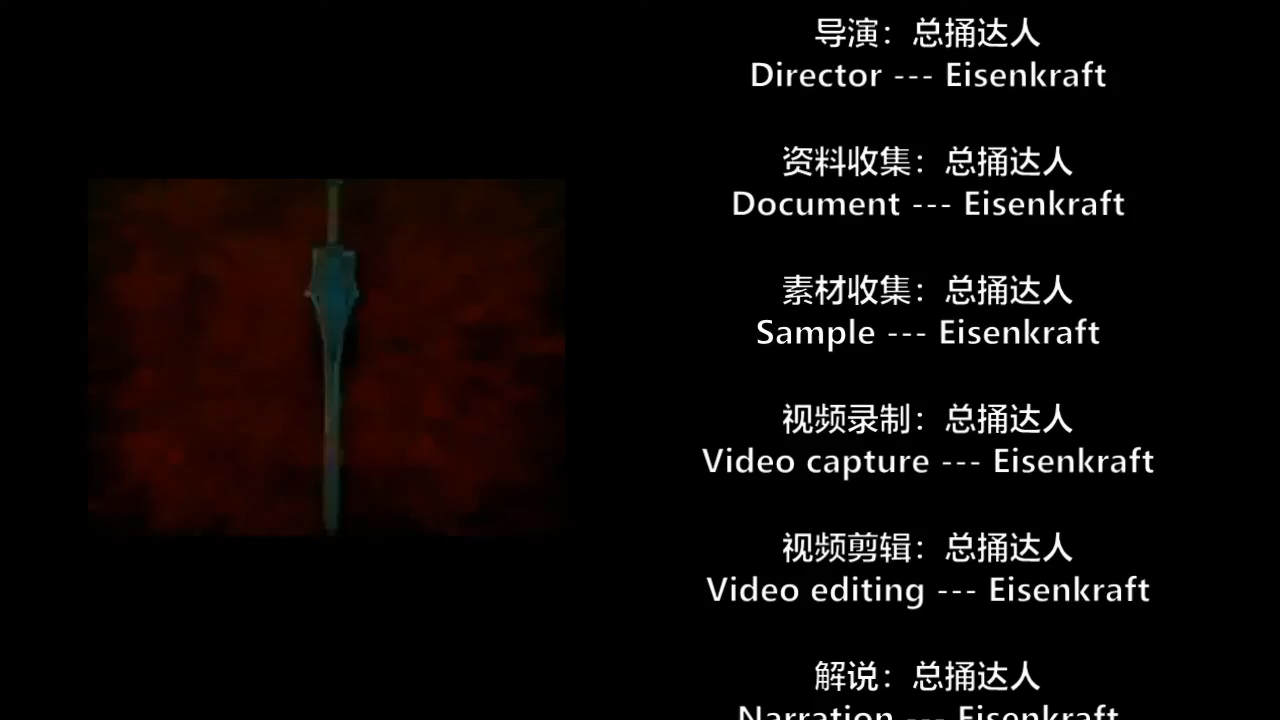 导演：总捅达人
Director --- Eisenkraft
资料收集：总捅达人
Document --- Eisenkraft
素材收集：总捅达人
Sample --- Eisenkraft
视频录制：总捅达人
Video capture --- Eisenkraft
视频剪辑：总捅达人
Video editing --- Eisenkraft
解说：总捅达人
Narration --- Eisenkraft